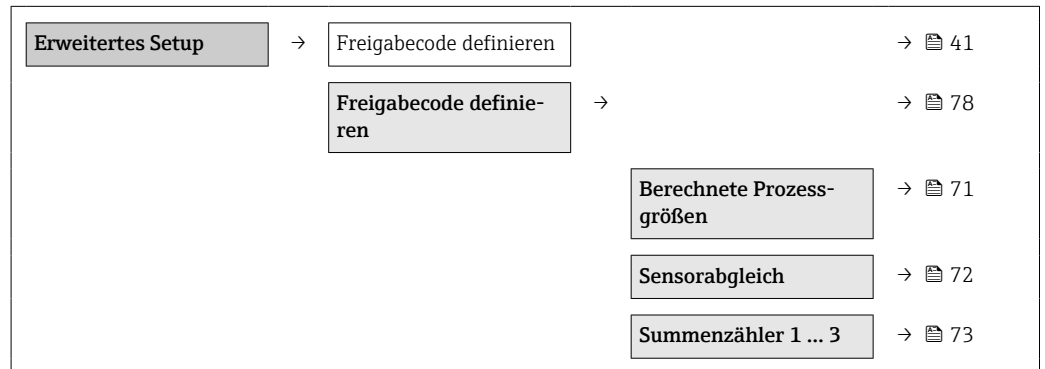 Erweitertes Setup → Freigabecode definieren → 41
Freigabecode definie-
ren → → 78
Berechnete Prozess-
größen → 71
Sensorabgleich → 72
Summenzähler 1 ... 3 → 73